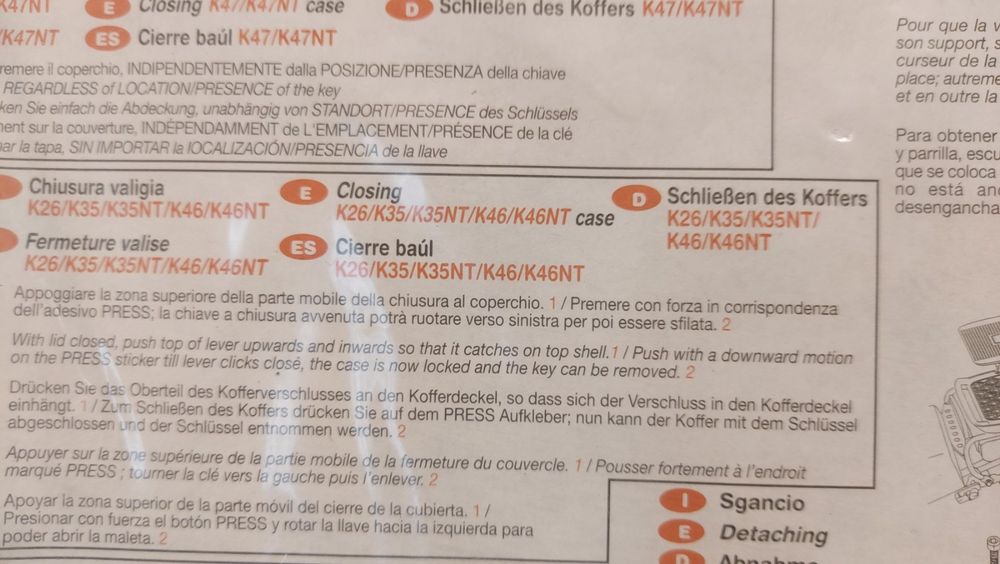 K47/NT E Closing K47/K47NT case D Schließen des Koffers K47/K47NT
/K47NT ES Cierre baúl K47/K47NT
remere il coperchio, INDIPENDENTEMENTE dalla POSIZIONE/PRESENZA della chiave
REGARDLESS of LOCATION/PRESENCE of the key
ken Sie einfach die Abdeckung, unabhängig von STANDORT/PRESENCE des Schlüssels
ment sur la couverture, INDÉPENDAMMENT de L'EMPLACEMENT/PRÉSENCE de la clé
nar la tapa, SIN IMPORTAR la lOCALIZACIÓN/PRESENCIA de la llave
Pour que la v
son support, s
curseur de la
place; autreme
et en outre la
Para obtener
y parrilla, escu
que se coloca
no está and
desengancha
Chiusura valigia
K26/K35/K35NT/K46/K46NT
E Closing
K26/K35/K35NT/K46/K46NT case
D Schließen des Koffers
K26/K35/K35NT/
K46/K46NT
Fermeture valise
K26/K35/K35NT/K46/K46NT
ES Cierre baúl
K26/K35/K35NT/K46/K46NT
Appoggiare la zona superiore della parte mobile della chiusura al coperchio. 1 / Premere con forza in corrispondenza
dell'adesivo PRESS; la chiave a chiusura avvenuta potrà ruotare verso sinistra per poi essere sfilata. 2
With lid closed, push top of lever upwards and inwards so that it catches on top shell.1 / Push with a downward motion
on the PRESS sticker till lever clicks closé, the case is now locked and the key can be removed. 2
Drücken Sie das Oberteil des Kofferverschlusses an den Kofferdeckel, so dass sich der Verschluss in den Kofferdeckel
einhängt. 1 / Zum Schließen des Koffers drücken Sie auf dem PRESS Aufkleber; nun kann der Koffer mit dem Schlüssel
abgeschlossen und der Schlüssel entnommen werden. 2
Appuyer sur la zone supérieure de la partie mobile de la fermeture du couvercle. 1 / Pousser fortement à l'endroit
marqué PRESS ; tourner la clé vers la gauche puis l'enlever. 2
Apoyar la zona superior de la parte móvil del cierre de la cubierta. 1 /
Presionar con fuerza el botón PRESS y rotar la llave hacia la izquierda para
poder abrir la maleta. 2
I Sgancio
E Detaching
D Abnahme